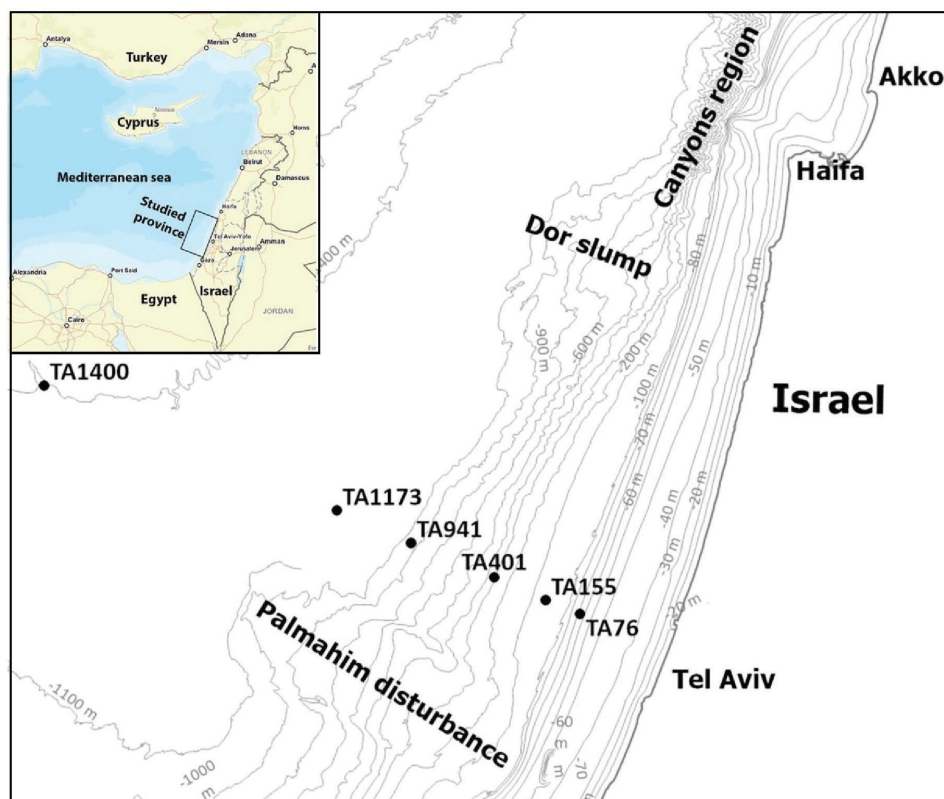 Antalya
Mersin
Adana
Turkey
Nicosia
Cyprus
Homs
LEBANON
Beirut
Mediterranean sea
Damascus
Studied
province
Haifa
Tel Aviv-Yafo
Jerusalem
Amman
Gaza
Alexandria
Port Said
Egypt
Israel
JORDAN
Cairo
Canyons region
Akko
Haifa
Dor slump
-1400 m
-80 m
-10 m
-900 m
-600 m
-200 m
-100 m
-50 m
-70 m
Israel
TA1400
-60 m
-40 m
-20 m
TA1173
TA941
TA401
-30 m
TA155
-20 m
TA76
Palmahim disturbance
Tel Aviv
-1100 m
-1000
m
-60
m
-70
m